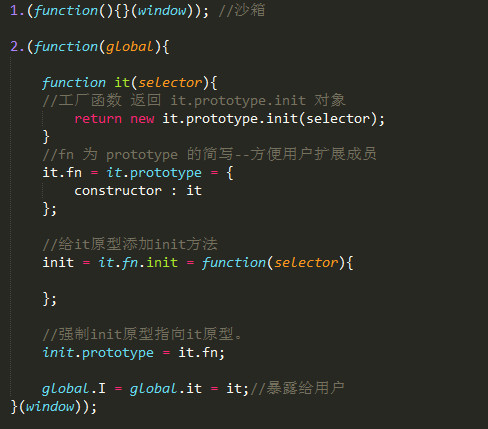 1.(function(){}(window)); //沙箱
2.(function(global){
function it(selector){
//工厂函数 返回 it.prototype.init 对象
return new it.prototype.init(selector);
}
//fn 为 prototype 的简写--方便用户扩展成员
it.fn = it.prototype = {
constructor : it
};
//给it原型添加init方法
init = it.fn.init = function(selector){
};
//强制init原型指向it原型。
init.prototype = it.fn;
global.I = global.it = it;//暴露给用户
}(window));